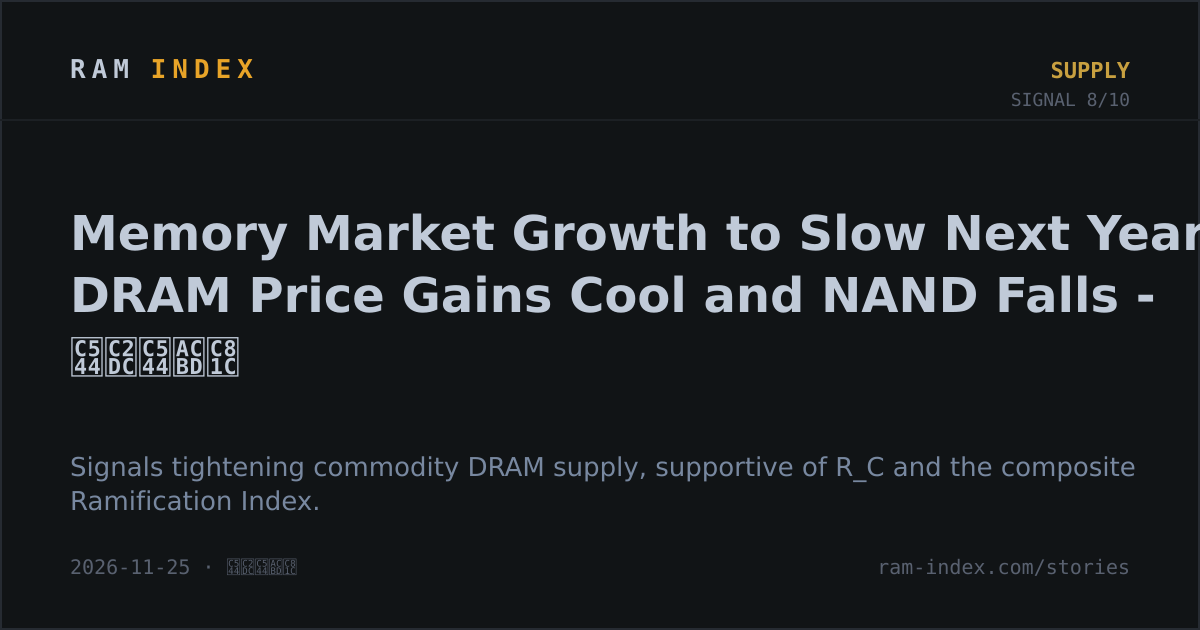 RAM INDEX
SUPPLY
SIGNAL 8/10
Memory Market Growth to Slow Next Year
DRAM Price Gains Cool and NAND Falls -
Signals tightening commodity DRAM supply, supportive of R_C and the composite
Ramification Index.
2026-11-25 ·
ram-index.com/stories